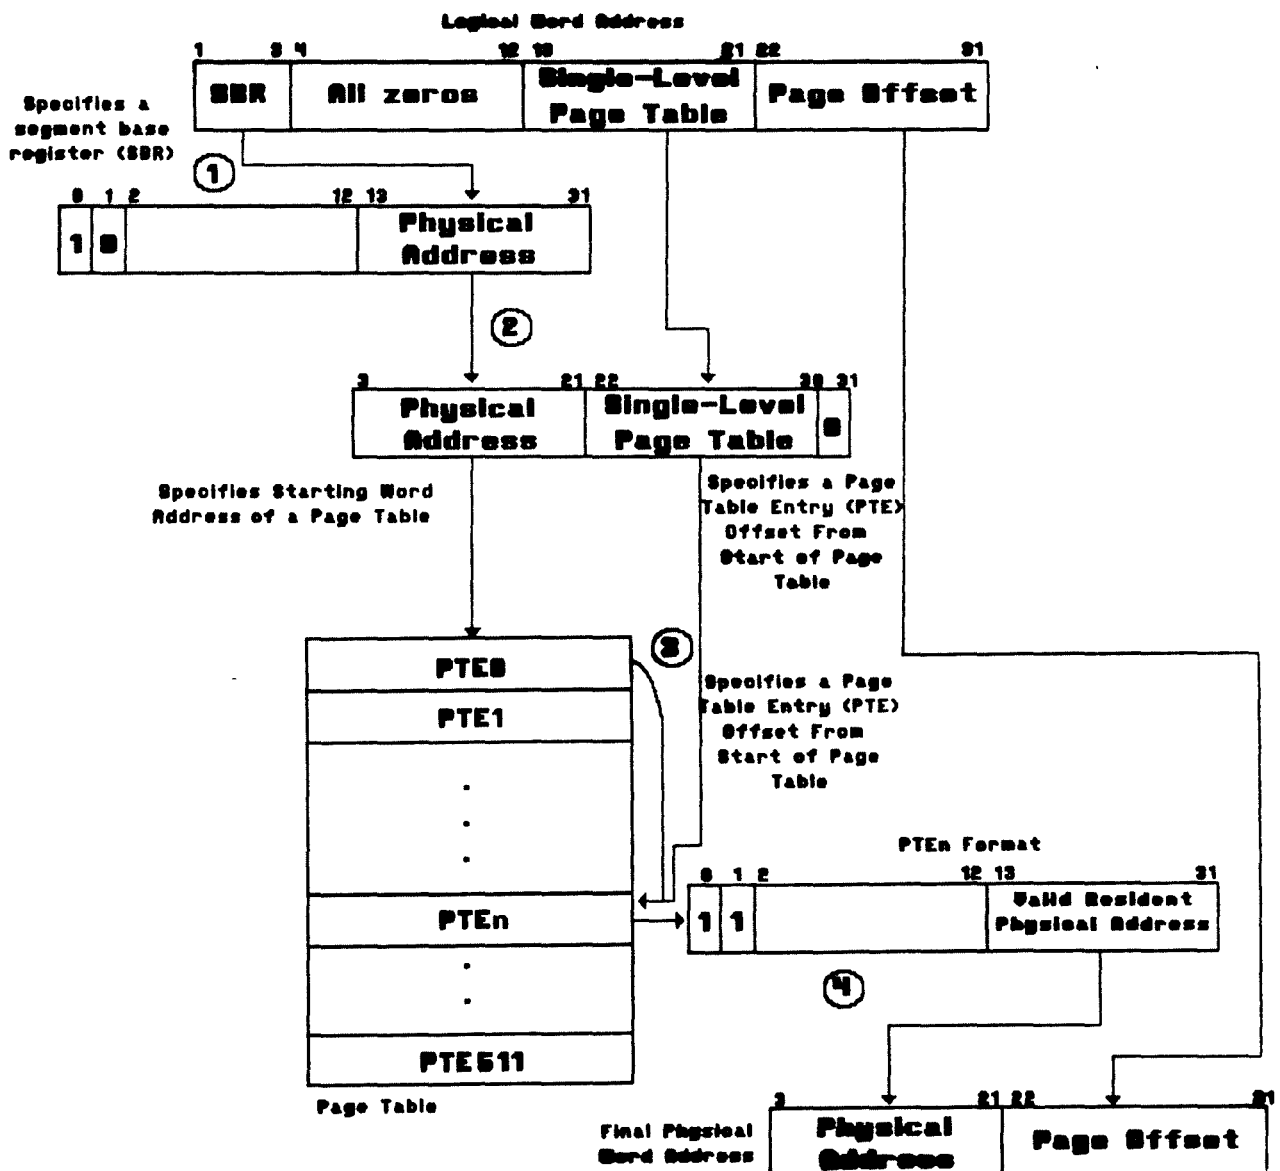 Logical Word Address
1 3 4 12 13 21 22 31
SBR All zeros Single-Level Page Table Page Offset
Specifies a
segment base
register (SBR)
1
0 1 2 12 13 31
1 0 Physical Address
2
3 21 22 30 31
Physical Address Single-Level Page Table 0
Specifies Starting Word
Address of a Page Table
Specifies a Page
Table Entry (PTE)
Offset From
Start of Page
Table
3
PTE0
PTE1
Specifies a Page
Table Entry (PTE)
Offset From
Start of Page
Table
PTEn Format
0 1 2 12 13 31
PTEn
1 1 Valid Resident Physical Address
4
PTE511
Page Table
3 21 22 31
Final Physical
Word Address
Physical Address Page Offset